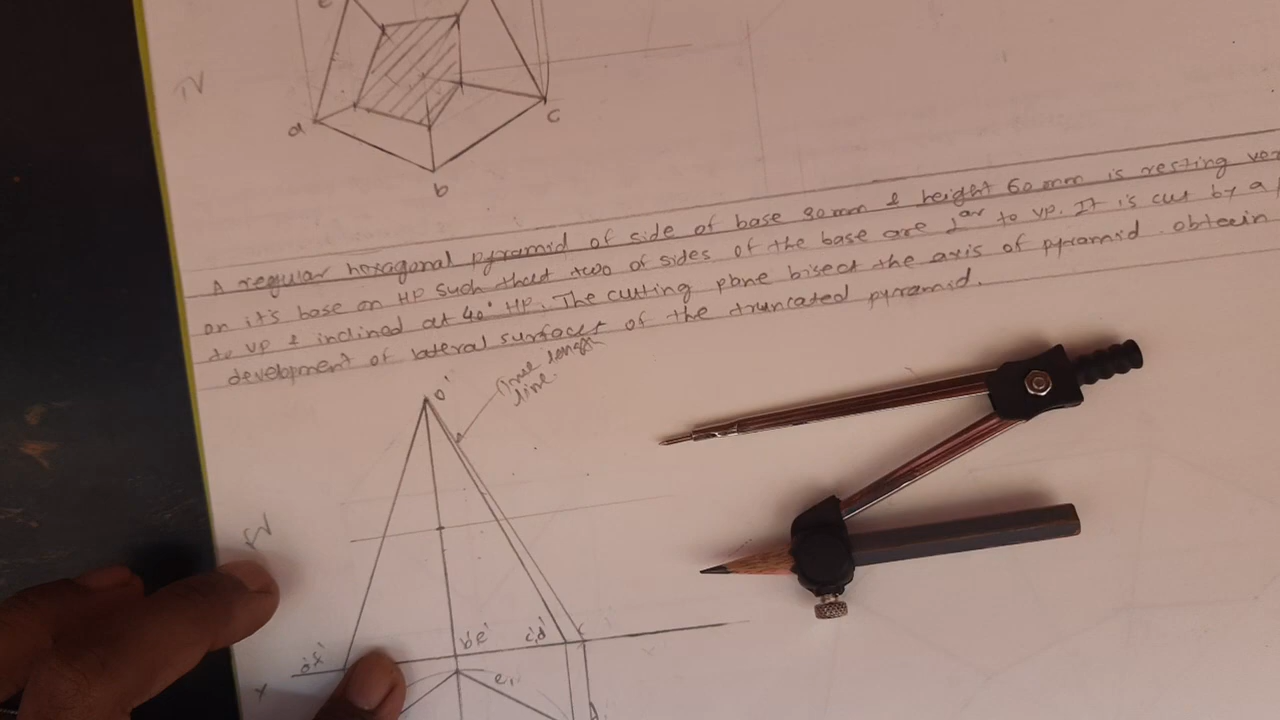 e
TV
a
c
b
A regular hexagonal pyramid of side of base 30mm & height 60mm is resting
on it's base on HP such that two of sides of the base are ⊥ar to VP. It is cut by a
to VP & inclined at 40° HP. The cutting plane bisect the axis of pyramid. obtain
development of lateral surfaces of the truncated pyramid.
o'
True length
line
FV
b'e'
c'd'
X
e1